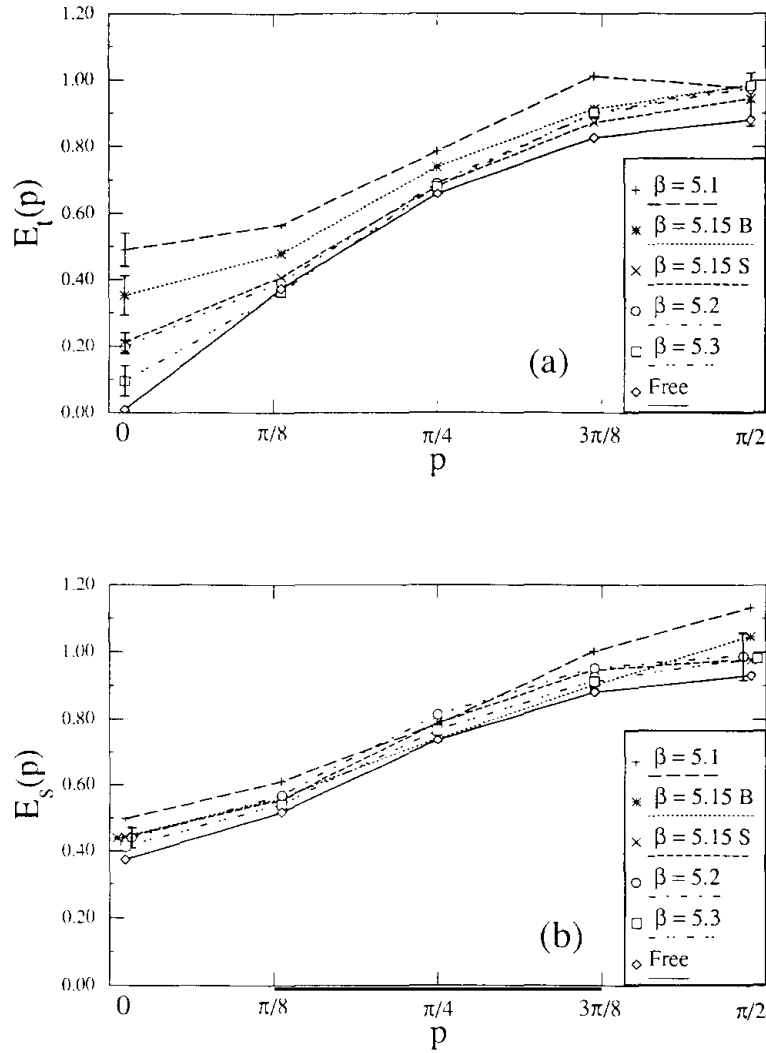 1.20
1.00
0.80
0.60
0.40
0.20
0.00
E_t(p)
β = 5.1
β = 5.15 B
β = 5.15 S
β = 5.2
β = 5.3
Free
(a)
0
π/8
π/4
3π/8
π/2
p
1.20
1.00
0.80
0.60
0.40
0.20
0.00
E_s(p)
β = 5.1
β = 5.15 B
β = 5.15 S
β = 5.2
β = 5.3
Free
(b)
0
π/8
π/4
3π/8
π/2
p